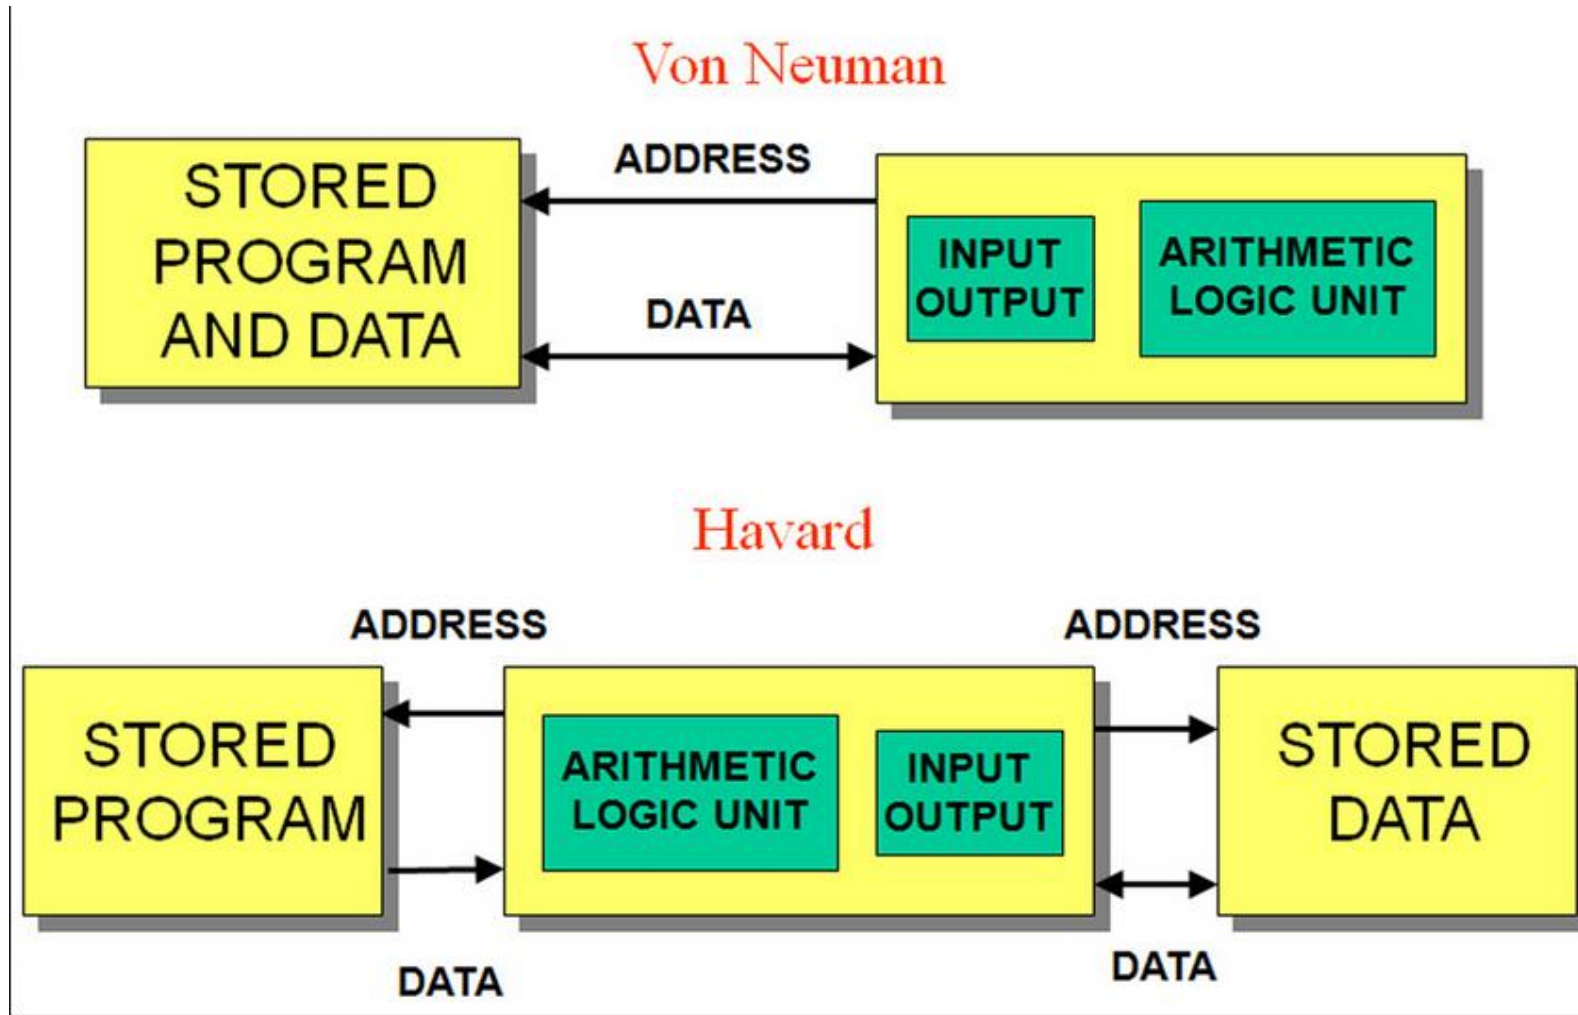 Von Neuman
STORED
PROGRAM
AND DATA
ADDRESS
DATA
INPUT
OUTPUT
ARITHMETIC
LOGIC UNIT
Havard
ADDRESS
ADDRESS
STORED
PROGRAM
ARITHMETIC
LOGIC UNIT
INPUT
OUTPUT
STORED
DATA
DATA
DATA